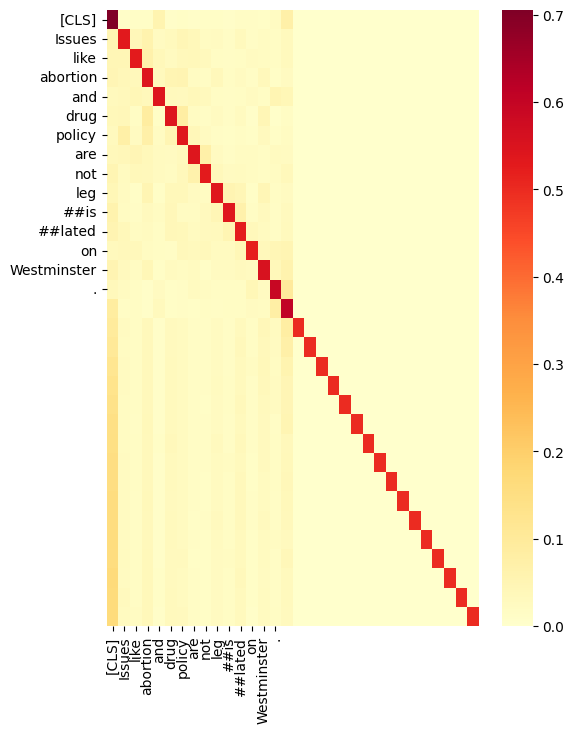 [CLS]
Issues
like
abortion
and
drug
policy
are
not
leg
##is
##lated
on
Westminster
.
[CLS]
Issues
like
abortion
and
drug
policy
are
not
leg
##is
##lated
on
Westminster
.
0.7
0.6
0.5
0.4
0.3
0.2
0.1
0.0